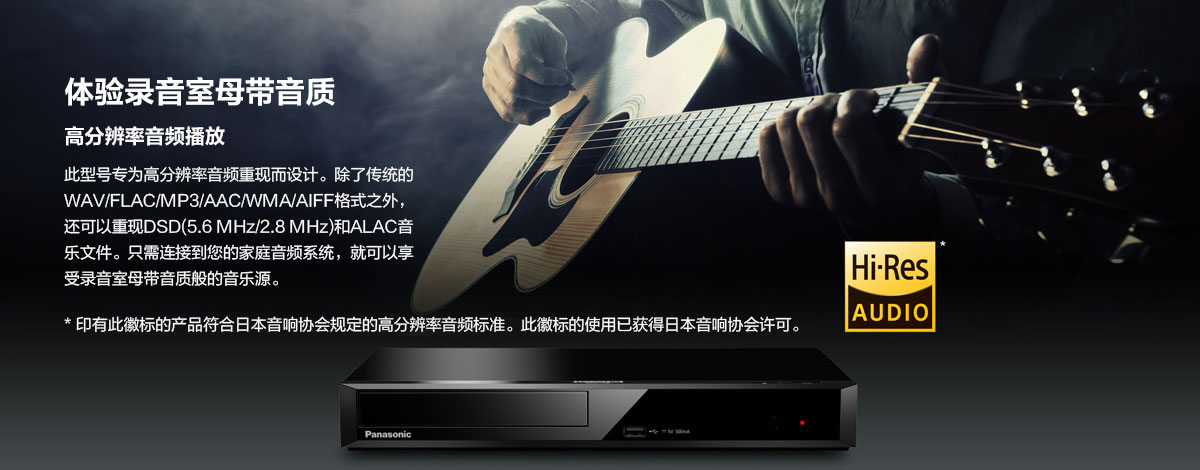 体验录音室母带音质
高分辨率音频播放
此型号专为高分辨率音频重现而设计。除了传统的
WAV/FLAC/MP3/AAC/WMA/AIFF格式之外，
还可以重现DSD(5.6 MHz/2.8 MHz)和ALAC音
乐文件。只需连接到您的家庭音频系统，就可以享
受录音室母带音质般的音乐源。
Hi-Res
AUDIO
*
* 印有此徽标的产品符合日本音响协会规定的高分辨率音频标准。此徽标的使用已获得日本音响协会许可。
Panasonic
5V 500mA